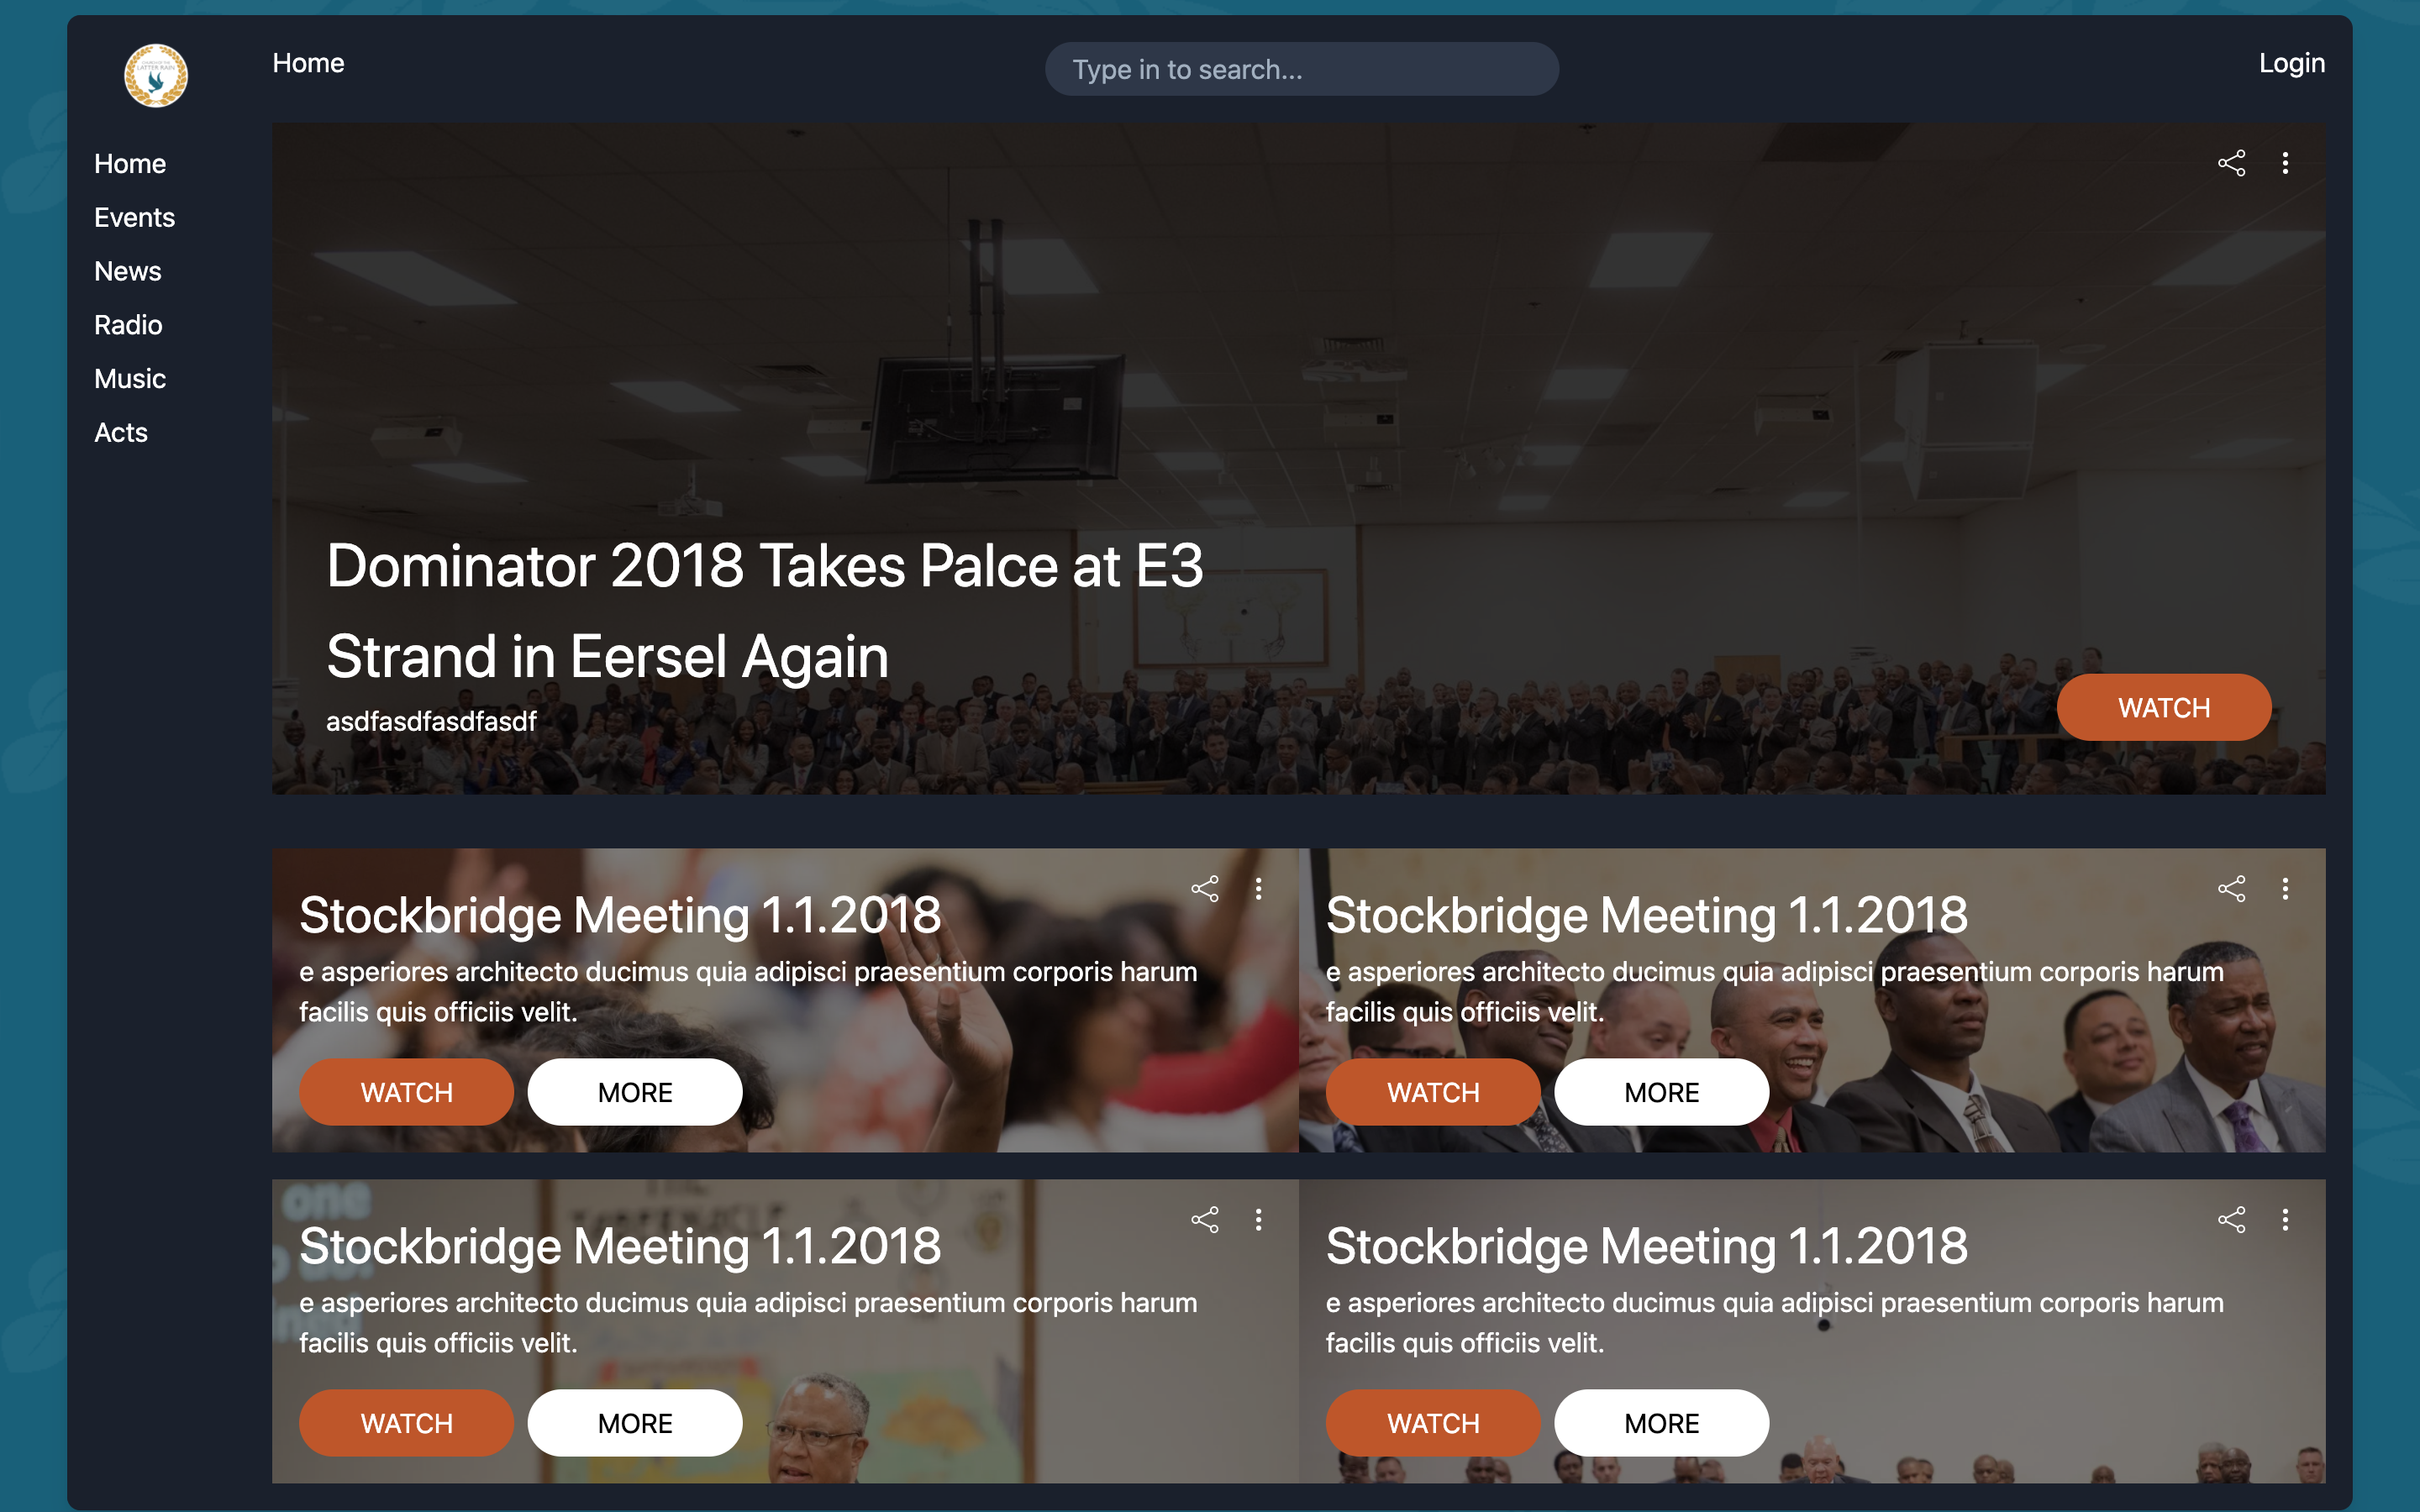 LATTER RAIN
Home
Type in to search...
Login
Home
Events
News
Radio
Music
Acts
Dominator 2018 Takes Palce at E3
Strand in Eersel Again
asdfasdfasdfasdf
WATCH
Stockbridge Meeting 1.1.2018
e asperiores architecto ducimus quia adipisci praesentium corporis harum
facilis quis officiis velit.
WATCH
MORE
Stockbridge Meeting 1.1.2018
e asperiores architecto ducimus quia adipisci praesentium corporis harum
facilis quis officiis velit.
WATCH
MORE
one
Stockbridge Meeting 1.1.2018
e asperiores architecto ducimus quia adipisci praesentium corporis harum
facilis quis officiis velit.
WATCH
MORE
Stockbridge Meeting 1.1.2018
e asperiores architecto ducimus quia adipisci praesentium corporis harum
facilis quis officiis velit.
WATCH
MORE